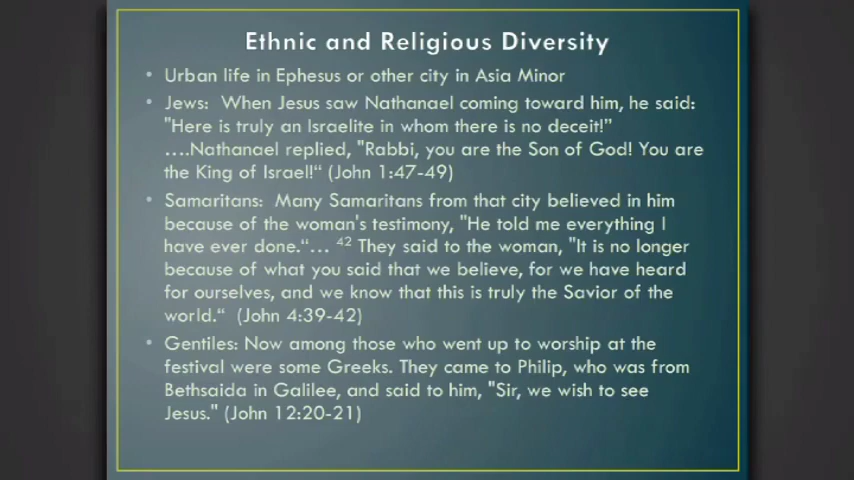 Ethnic and Religious Diversity
• Urban life in Ephesus or other city in Asia Minor
• Jews: When Jesus saw Nathanael coming toward him, he said:
"Here is truly an Israelite in whom there is no deceit!"
….Nathanael replied, "Rabbi, you are the Son of God! You are
the King of Israel!" (John 1:47-49)
• Samaritans: Many Samaritans from that city believed in him
because of the woman's testimony, "He told me everything I
have ever done."… 42 They said to the woman, "It is no longer
because of what you said that we believe, for we have heard
for ourselves, and we know that this is truly the Savior of the
world." (John 4:39-42)
• Gentiles: Now among those who went up to worship at the
festival were some Greeks. They came to Philip, who was from
Bethsaida in Galilee, and said to him, "Sir, we wish to see
Jesus." (John 12:20-21)